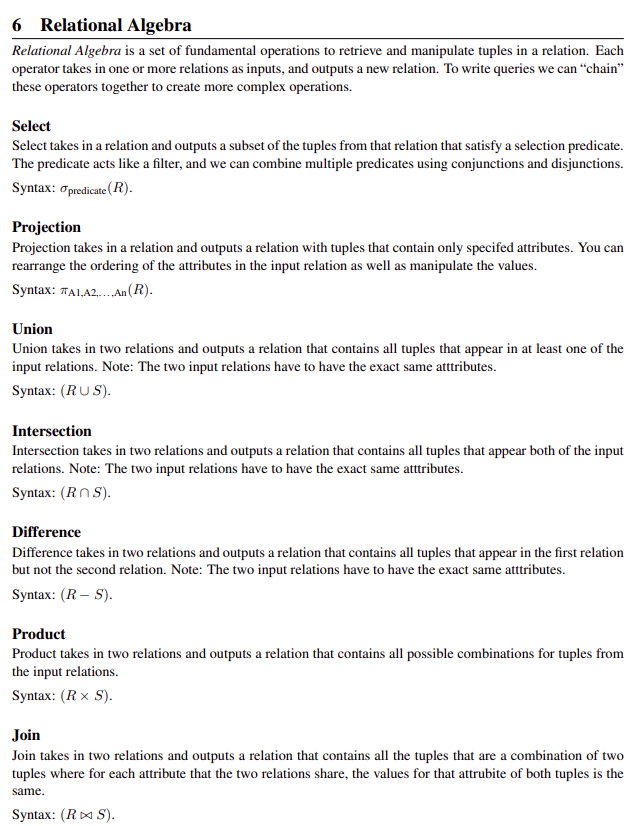 6 Relational Algebra
Relational Algebra is a set of fundamental operations to retrieve and manipulate tuples in a relation. Each
operator takes in one or more relations as inputs, and outputs a new relation. To write queries we can “chain”
these operators together to create more complex operations.
Select
Select takes in a relation and outputs a subset of the tuples from that relation that satisfy a selection predicate.
The predicate acts like a filter, and we can combine multiple predicates using conjunctions and disjunctions.
Syntax: σpredicate(R).
Projection
Projection takes in a relation and outputs a relation with tuples that contain only specifed attributes. You can
rearrange the ordering of the attributes in the input relation as well as manipulate the values.
Syntax: πA1,A2,...,An(R).
Union
Union takes in two relations and outputs a relation that contains all tuples that appear in at least one of the
input relations. Note: The two input relations have to have the exact same atttributes.
Syntax: (R ∪ S).
Intersection
Intersection takes in two relations and outputs a relation that contains all tuples that appear both of the input
relations. Note: The two input relations have to have the exact same atttributes.
Syntax: (R ∩ S).
Difference
Difference takes in two relations and outputs a relation that contains all tuples that appear in the first relation
but not the second relation. Note: The two input relations have to have the exact same atttributes.
Syntax: (R − S).
Product
Product takes in two relations and outputs a relation that contains all possible combinations for tuples from
the input relations.
Syntax: (R × S).
Join
Join takes in two relations and outputs a relation that contains all the tuples that are a combination of two
tuples where for each attribute that the two relations share, the values for that attrubite of both tuples is the
same.
Syntax: (R ⋈ S).